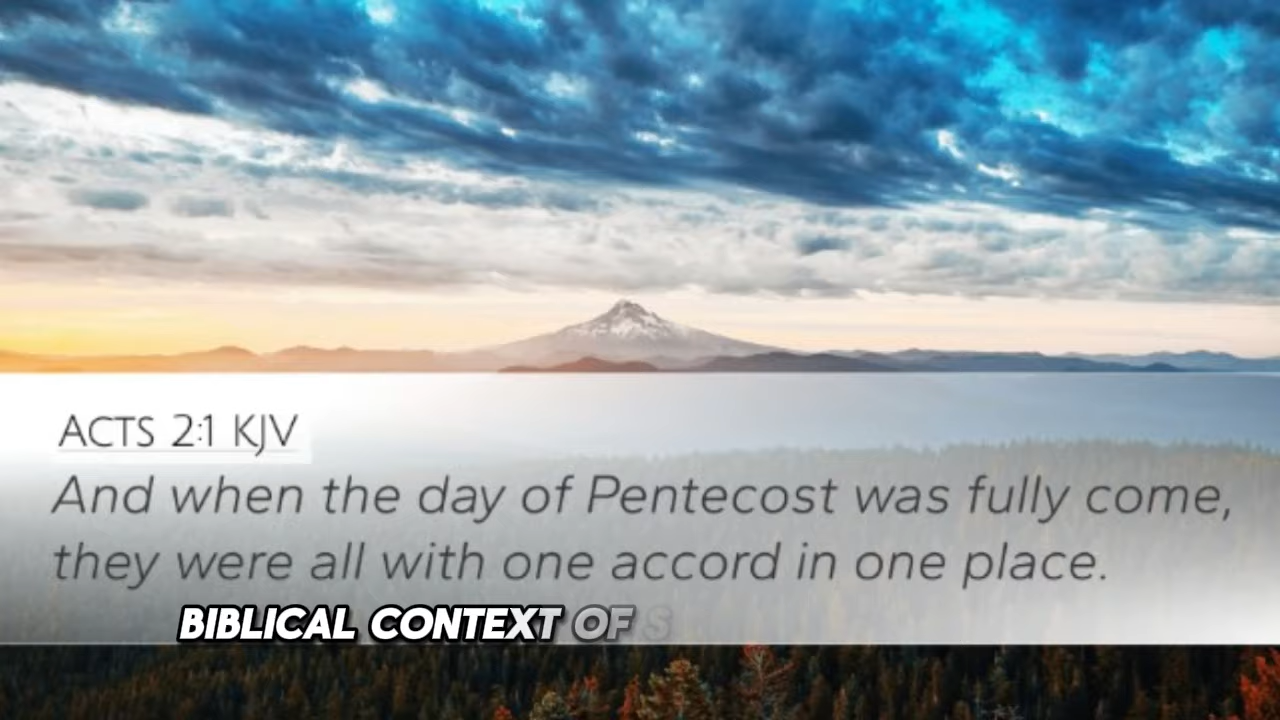 ACTS 2:1 KJV
And when the day of Pentecost was fully come,
they were all with one accord in one place.
BIBLICAL CONTEXT OF